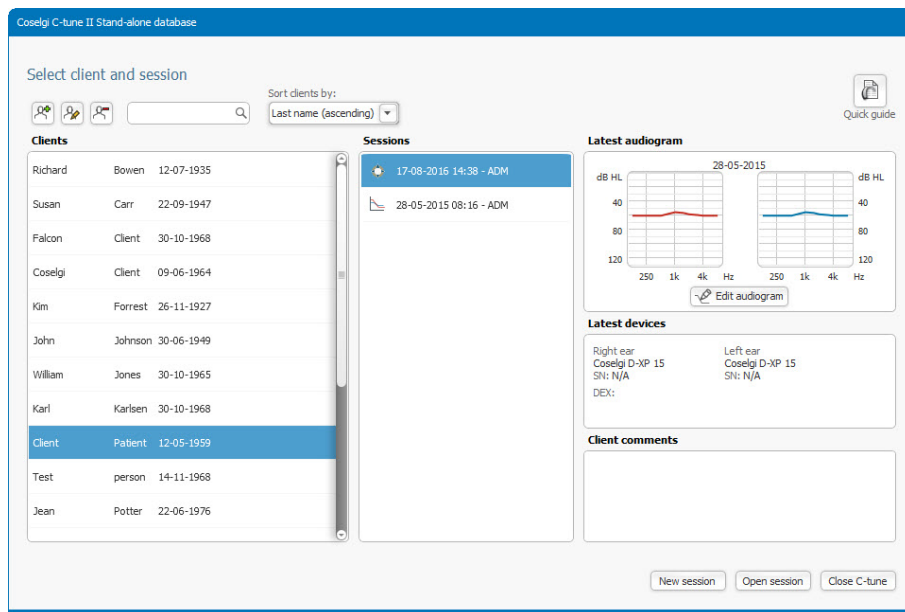 Coselgi C-tune II Stand-alone database
Select client and session
Sort clients by:
Last name (ascending)
Quick guide
Clients
Richard Bowen 12-07-1935
Susan Carr 22-09-1947
Falcon Client 30-10-1968
Coselgi Client 09-06-1964
Kim Forrest 26-11-1927
John Johnson 30-06-1949
William Jones 30-10-1965
Karl Karlsen 30-10-1968
Client Patient 12-05-1959
Test person 14-11-1968
Jean Potter 22-06-1976
Sessions
17-08-2016 14:38 - ADM
28-05-2015 08:16 - ADM
Latest audiogram
28-05-2015
dB HL dB HL
40 40
80 80
120 120
250 1k 4k Hz 250 1k 4k Hz
Edit audiogram
Latest devices
Right ear Left ear
Coselgi D-XP 15 Coselgi D-XP 15
SN: N/A SN: N/A
DEX:
Client comments
New session Open session Close C-tune